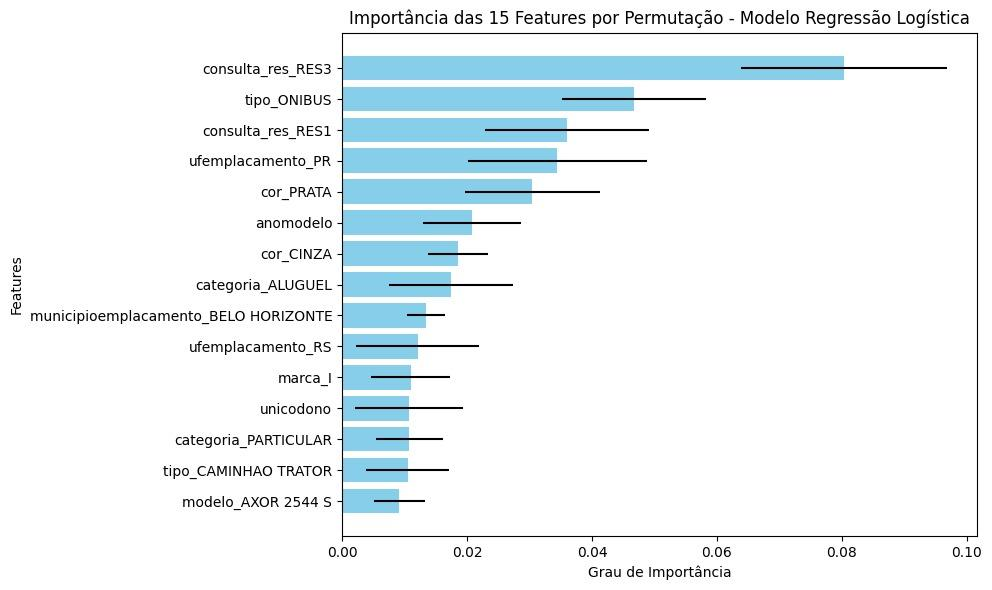 Importância das 15 Features por Permutação - Modelo Regressão Logística
Features
consulta_res_RES3
tipo_ONIBUS
consulta_res_RES1
ufemplacamento_PR
cor_PRATA
anomodelo
cor_CINZA
categoria_ALUGUEL
municipioemplacamento_BELO HORIZONTE
ufemplacamento_RS
marca_I
unicodono
categoria_PARTICULAR
tipo_CAMINHAO TRATOR
modelo_AXOR 2544 S
0.00 0.02 0.04 0.06 0.08 0.10
Grau de Importância